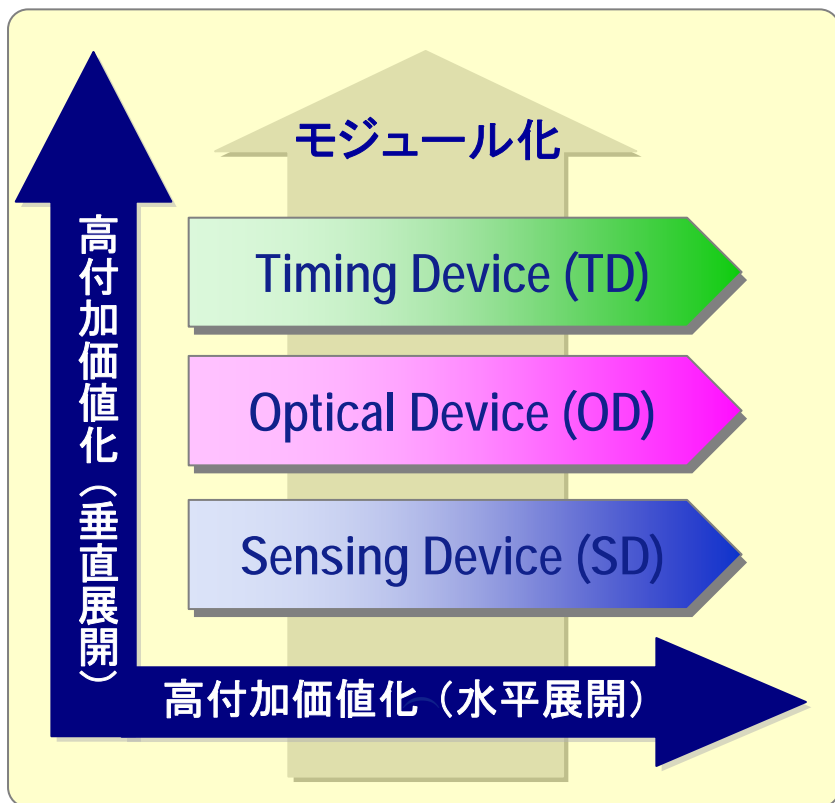 モジュール化
高付加価値化（垂直展開）
Timing Device (TD)
Optical Device (OD)
Sensing Device (SD)
高付加価値化（水平展開）